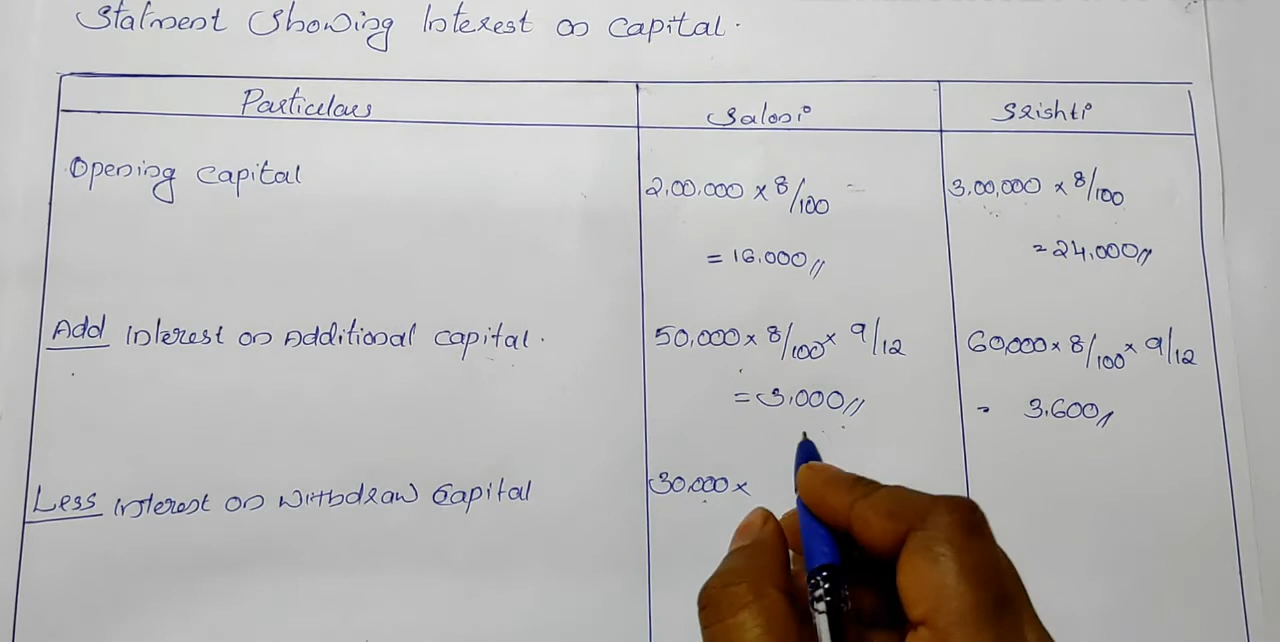 Statment Showing Interest on Capital.
Particulars Saloni Srishti
Opening Capital 2,00,000 × 8/100 3,00,000 × 8/100
= 16,000// = 24,000//
Add interest on Additional Capital. 50,000 × 8/100 × 9/12 60,000 × 8/100 × 9/12
= 3,000// = 3,600//
Less interest on withdraw Capital 30,000 ×